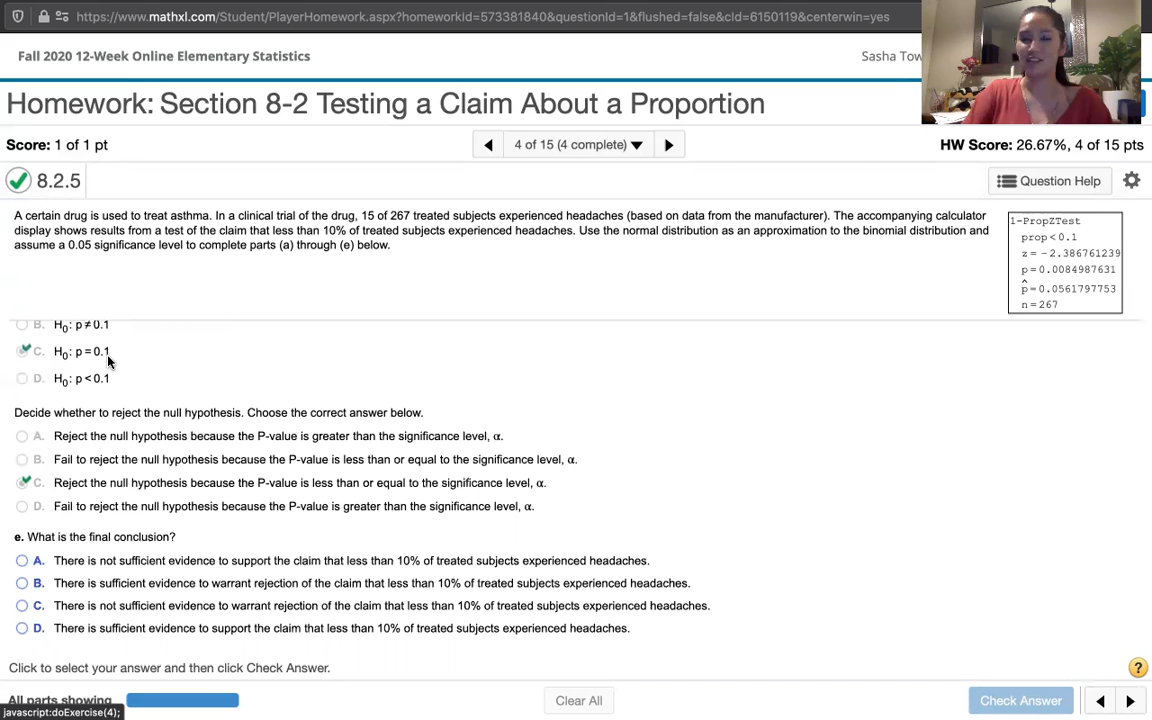 https://www.mathxl.com/Student/PlayerHomework.aspx?homeworkId=573381840&questionId=1&flushed=false&cId=6150119&centerwin=yes
Fall 2020 12-Week Online Elementary Statistics
Sasha Tow
Homework: Section 8-2 Testing a Claim About a Proportion
Score: 1 of 1 pt
4 of 15 (4 complete)
HW Score: 26.67%, 4 of 15 pts
8.2.5
Question Help
A certain drug is used to treat asthma. In a clinical trial of the drug, 15 of 267 treated subjects experienced headaches (based on data from the manufacturer). The accompanying calculator
display shows results from a test of the claim that less than 10% of treated subjects experienced headaches. Use the normal distribution as an approximation to the binomial distribution and
assume a 0.05 significance level to complete parts (a) through (e) below.
1-PropZTest
prop<0.1
z=-2.386761239
p=0.0084987631
p̂=0.0561797753
n=267
B. H0: p≠0.1
C. H0: p=0.1
D. H0: p<0.1
Decide whether to reject the null hypothesis. Choose the correct answer below.
A. Reject the null hypothesis because the P-value is greater than the significance level, α.
B. Fail to reject the null hypothesis because the P-value is less than or equal to the significance level, α.
C. Reject the null hypothesis because the P-value is less than or equal to the significance level, α.
D. Fail to reject the null hypothesis because the P-value is greater than the significance level, α.
e. What is the final conclusion?
A. There is not sufficient evidence to support the claim that less than 10% of treated subjects experienced headaches.
B. There is sufficient evidence to warrant rejection of the claim that less than 10% of treated subjects experienced headaches.
C. There is not sufficient evidence to warrant rejection of the claim that less than 10% of treated subjects experienced headaches.
D. There is sufficient evidence to support the claim that less than 10% of treated subjects experienced headaches.
Click to select your answer and then click Check Answer.
?
All parts showing
Clear All
Check Answer
javascript:doExercise(4);